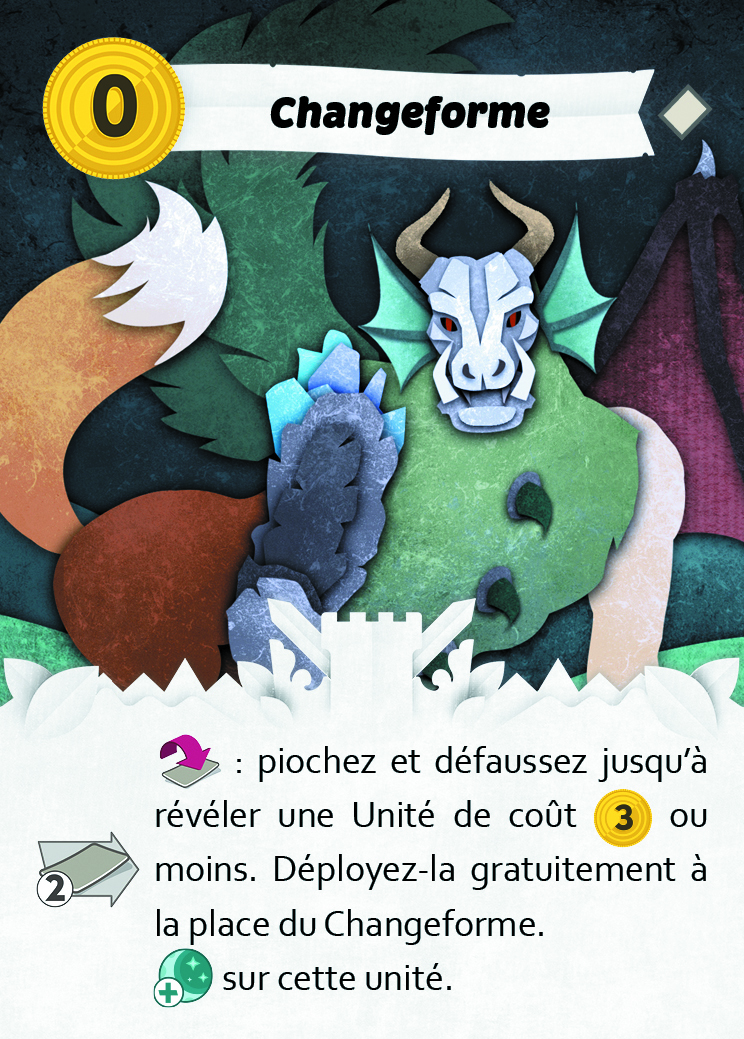 0
Changeforme
: piochez et défaussez jusqu'à
révéler une Unité de coût 3 ou
moins. Déployez-la gratuitement à
2
la place du Changeforme.
+ sur cette unité.